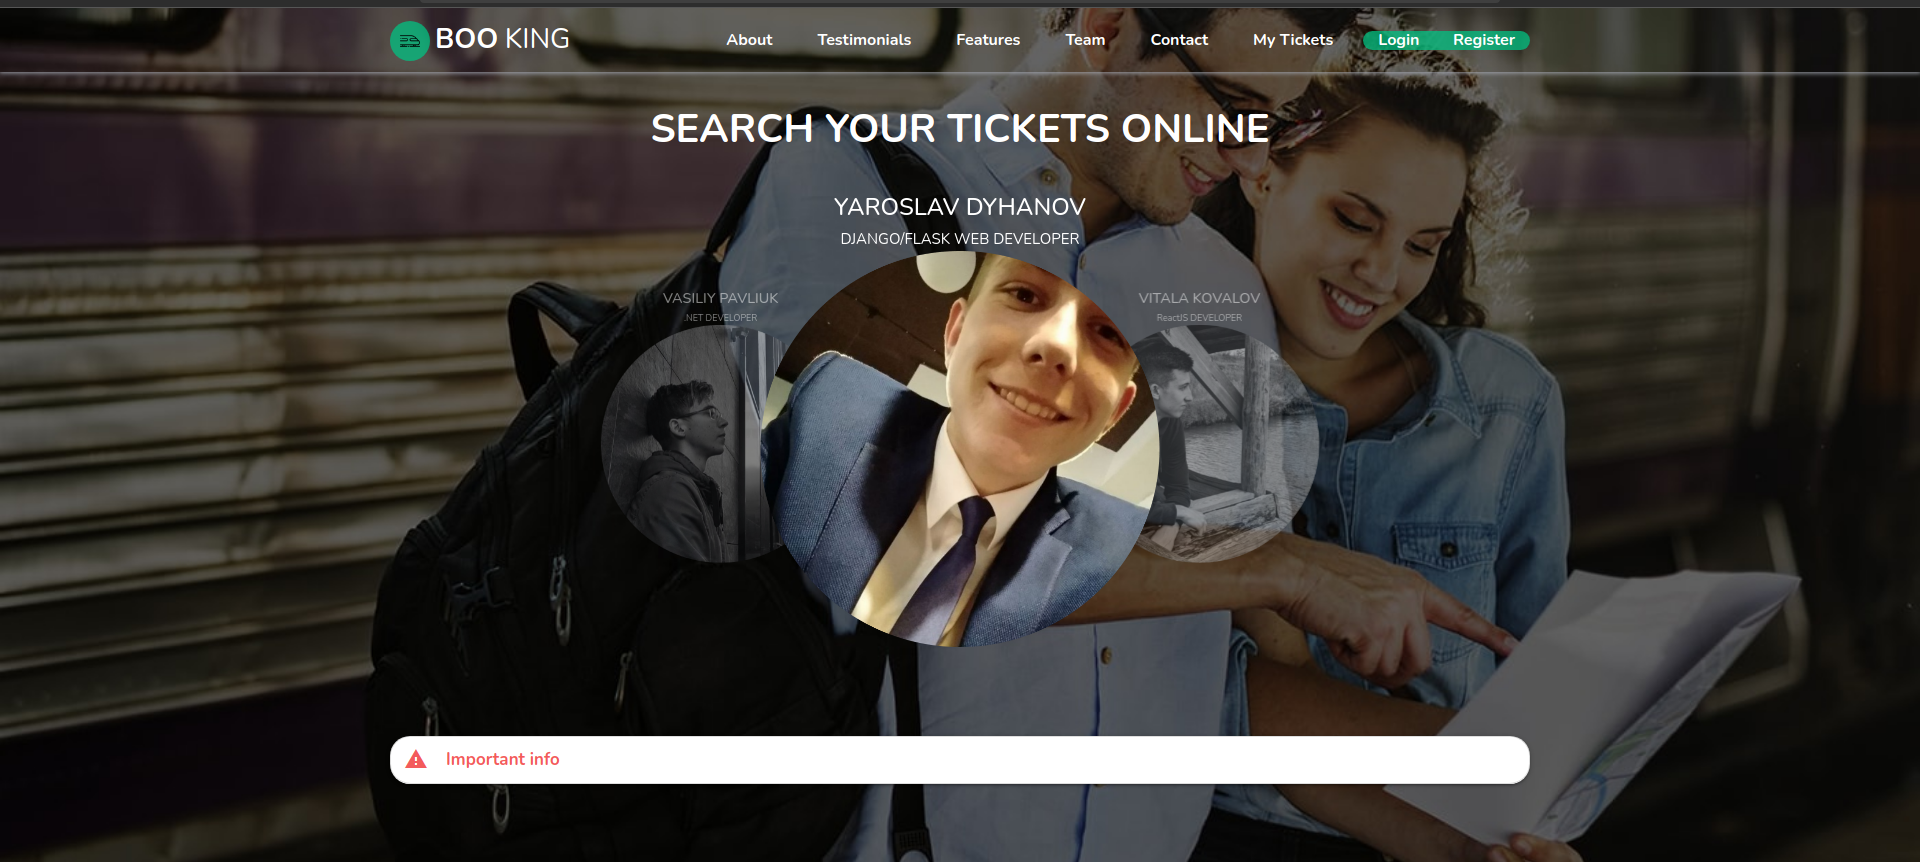 BOO KING
About
Testimonials
Features
Team
Contact
My Tickets
Login
Register
SEARCH YOUR TICKETS ONLINE
YAROSLAV DYHANOV
DJANGO/FLASK WEB DEVELOPER
VASILIY PAVLIUK
.NET DEVELOPER
VITALA KOVALOV
ReactJS DEVELOPER
Important info